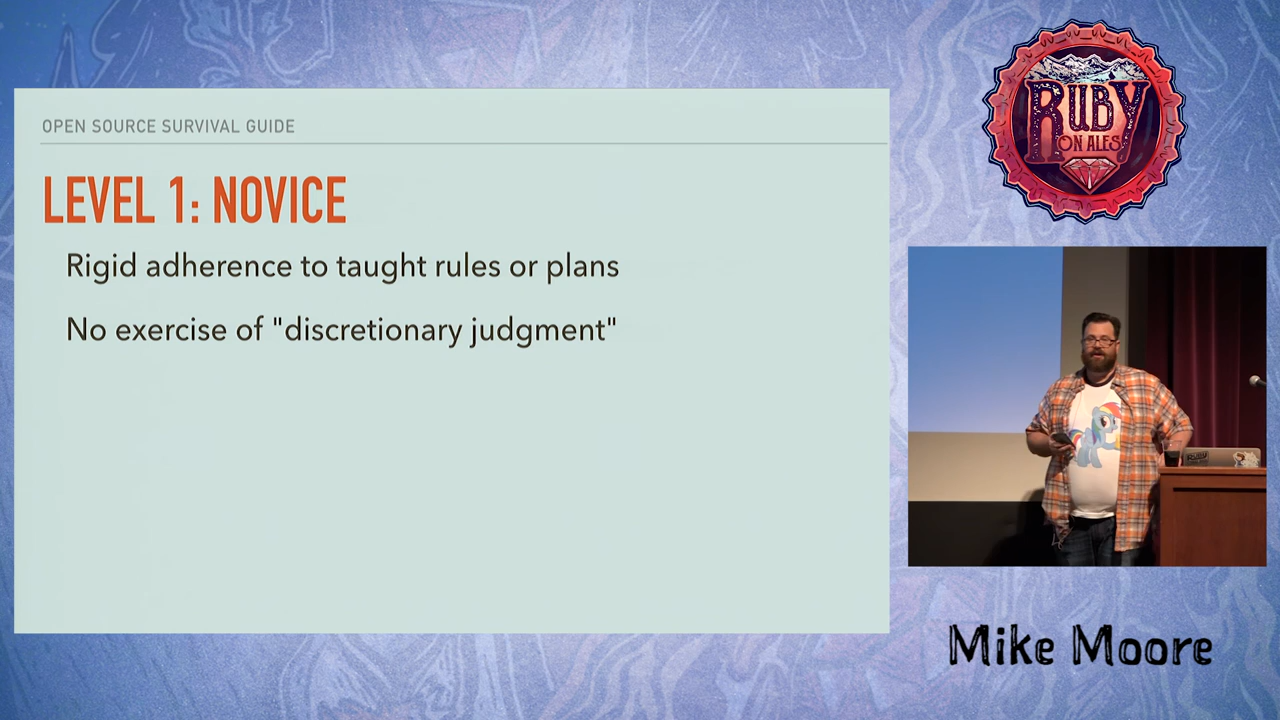 OPEN SOURCE SURVIVAL GUIDE
LEVEL 1: NOVICE
Rigid adherence to taught rules or plans
No exercise of "discretionary judgment"
RUBY
ON ALES
Mike Moore